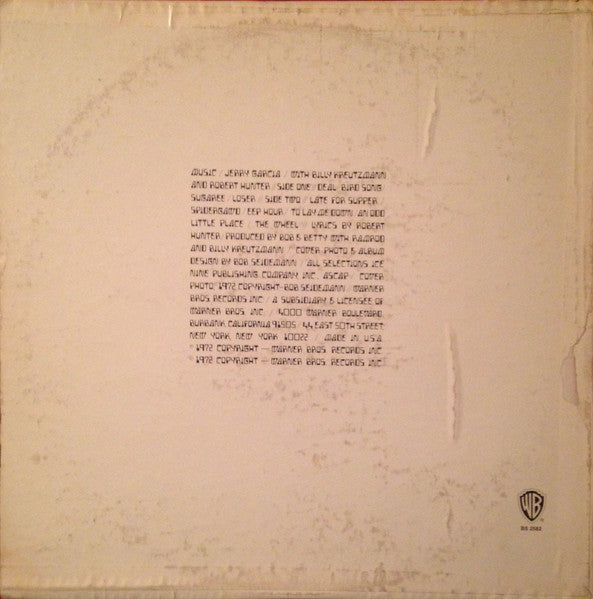 MUSIC / JERRY GARCIA / WITH BILLY KREUTZMANN
AND ROBERT HUNTER / SIDE ONE / DEAL BIRD SONG
SUGAREE / LOSER / SIDE TWO / LATE FOR SUPPER /
SPIDERGAWD / EEP HOUR / TO LAY ME DOWN AN ODD
LITTLE PLACE / THE WHEEL / LYRICS BY ROBERT
HUNTER/ PRODUCED BY BOB & BETTY WITH RAMROD
AND BILLY KREUTZMANN / COVER PHOTO & ALBUM
DESIGN BY BOB SEIDEMANN / ALL SELECTIONS ICE
NINE PUBLISHING COMPANY INC. ASCAP / COVER
PHOTO 1972 COPYRIGHT BOB SEIDEMANN / WARNER
BROS. RECORDS INC / A SUBSIDIARY & LICENSEE OF
WARNER BROS. INC. / 4000 WARNER BOULEVARD,
BURBANK, CALIFORNIA 91505 / 44 EAST 50TH STREET,
NEW YORK, NEW YORK 10022 / MADE IN U.S.A.
1972 COPYRIGHT — WARNER BROS. RECORDS INC.
1972 COPYRIGHT — WARNER BROS. RECORDS INC.
WB
BS 2582